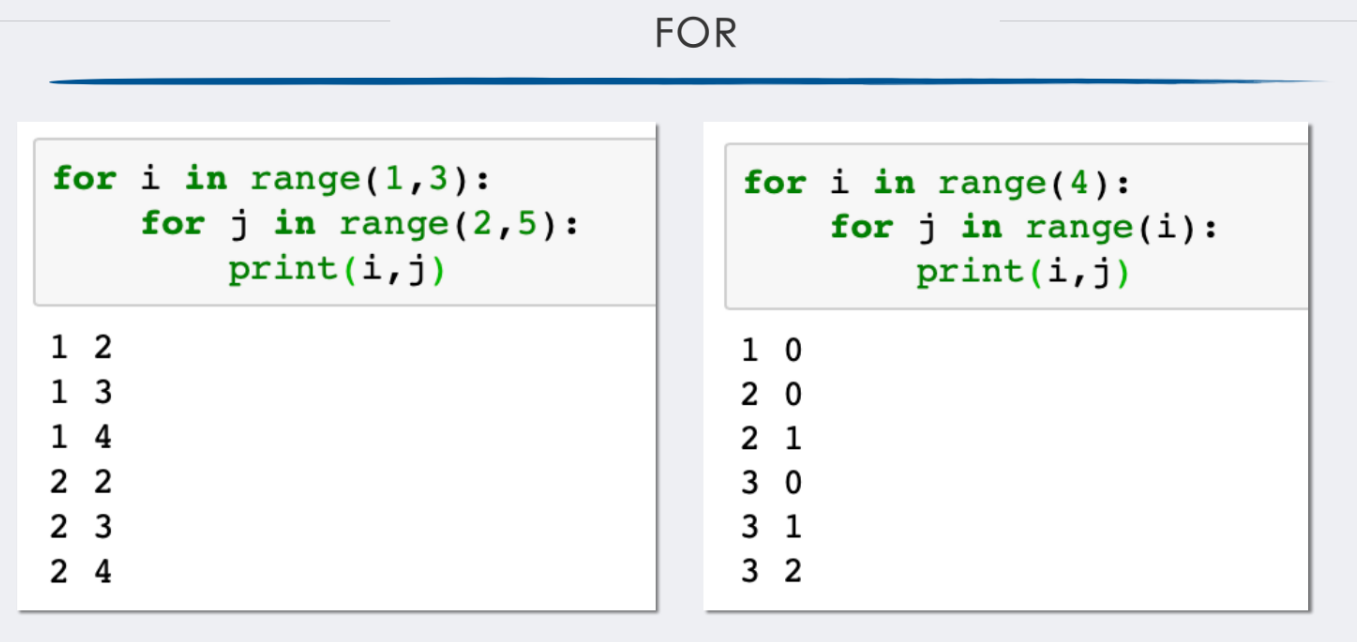 FOR
for i in range(1,3):
    for j in range(2,5):
        print(i,j)
1 2
1 3
1 4
2 2
2 3
2 4
for i in range(4):
    for j in range(i):
        print(i,j)
1 0
2 0
2 1
3 0
3 1
3 2